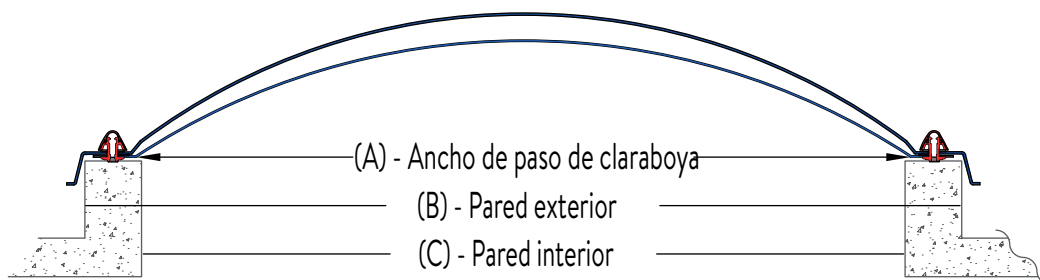 (A) - Ancho de paso de claraboya
(B) - Pared exterior
(C) - Pared interior